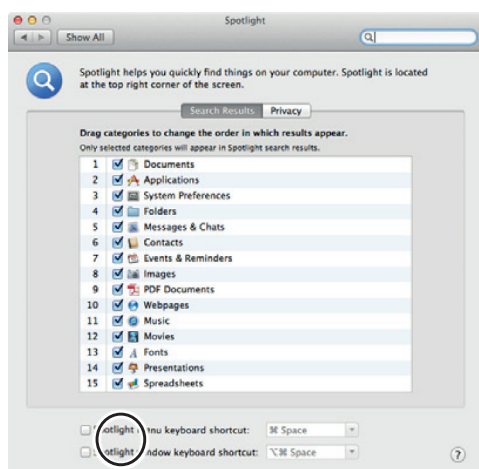 Spotlight
Show All
Spotlight helps you quickly find things on your computer. Spotlight is located
at the top right corner of the screen.
Search Results Privacy
Drag categories to change the order in which results appear.
Only selected categories will appear in Spotlight search results.
1 Documents
2 Applications
3 System Preferences
4 Folders
5 Messages & Chats
6 Contacts
7 Events & Reminders
8 Images
9 PDF Documents
10 Webpages
11 Music
12 Movies
13 Fonts
14 Presentations
15 Spreadsheets
Spotlight menu keyboard shortcut: ⌘ Space
Spotlight window keyboard shortcut: ⌥⌘ Space
?